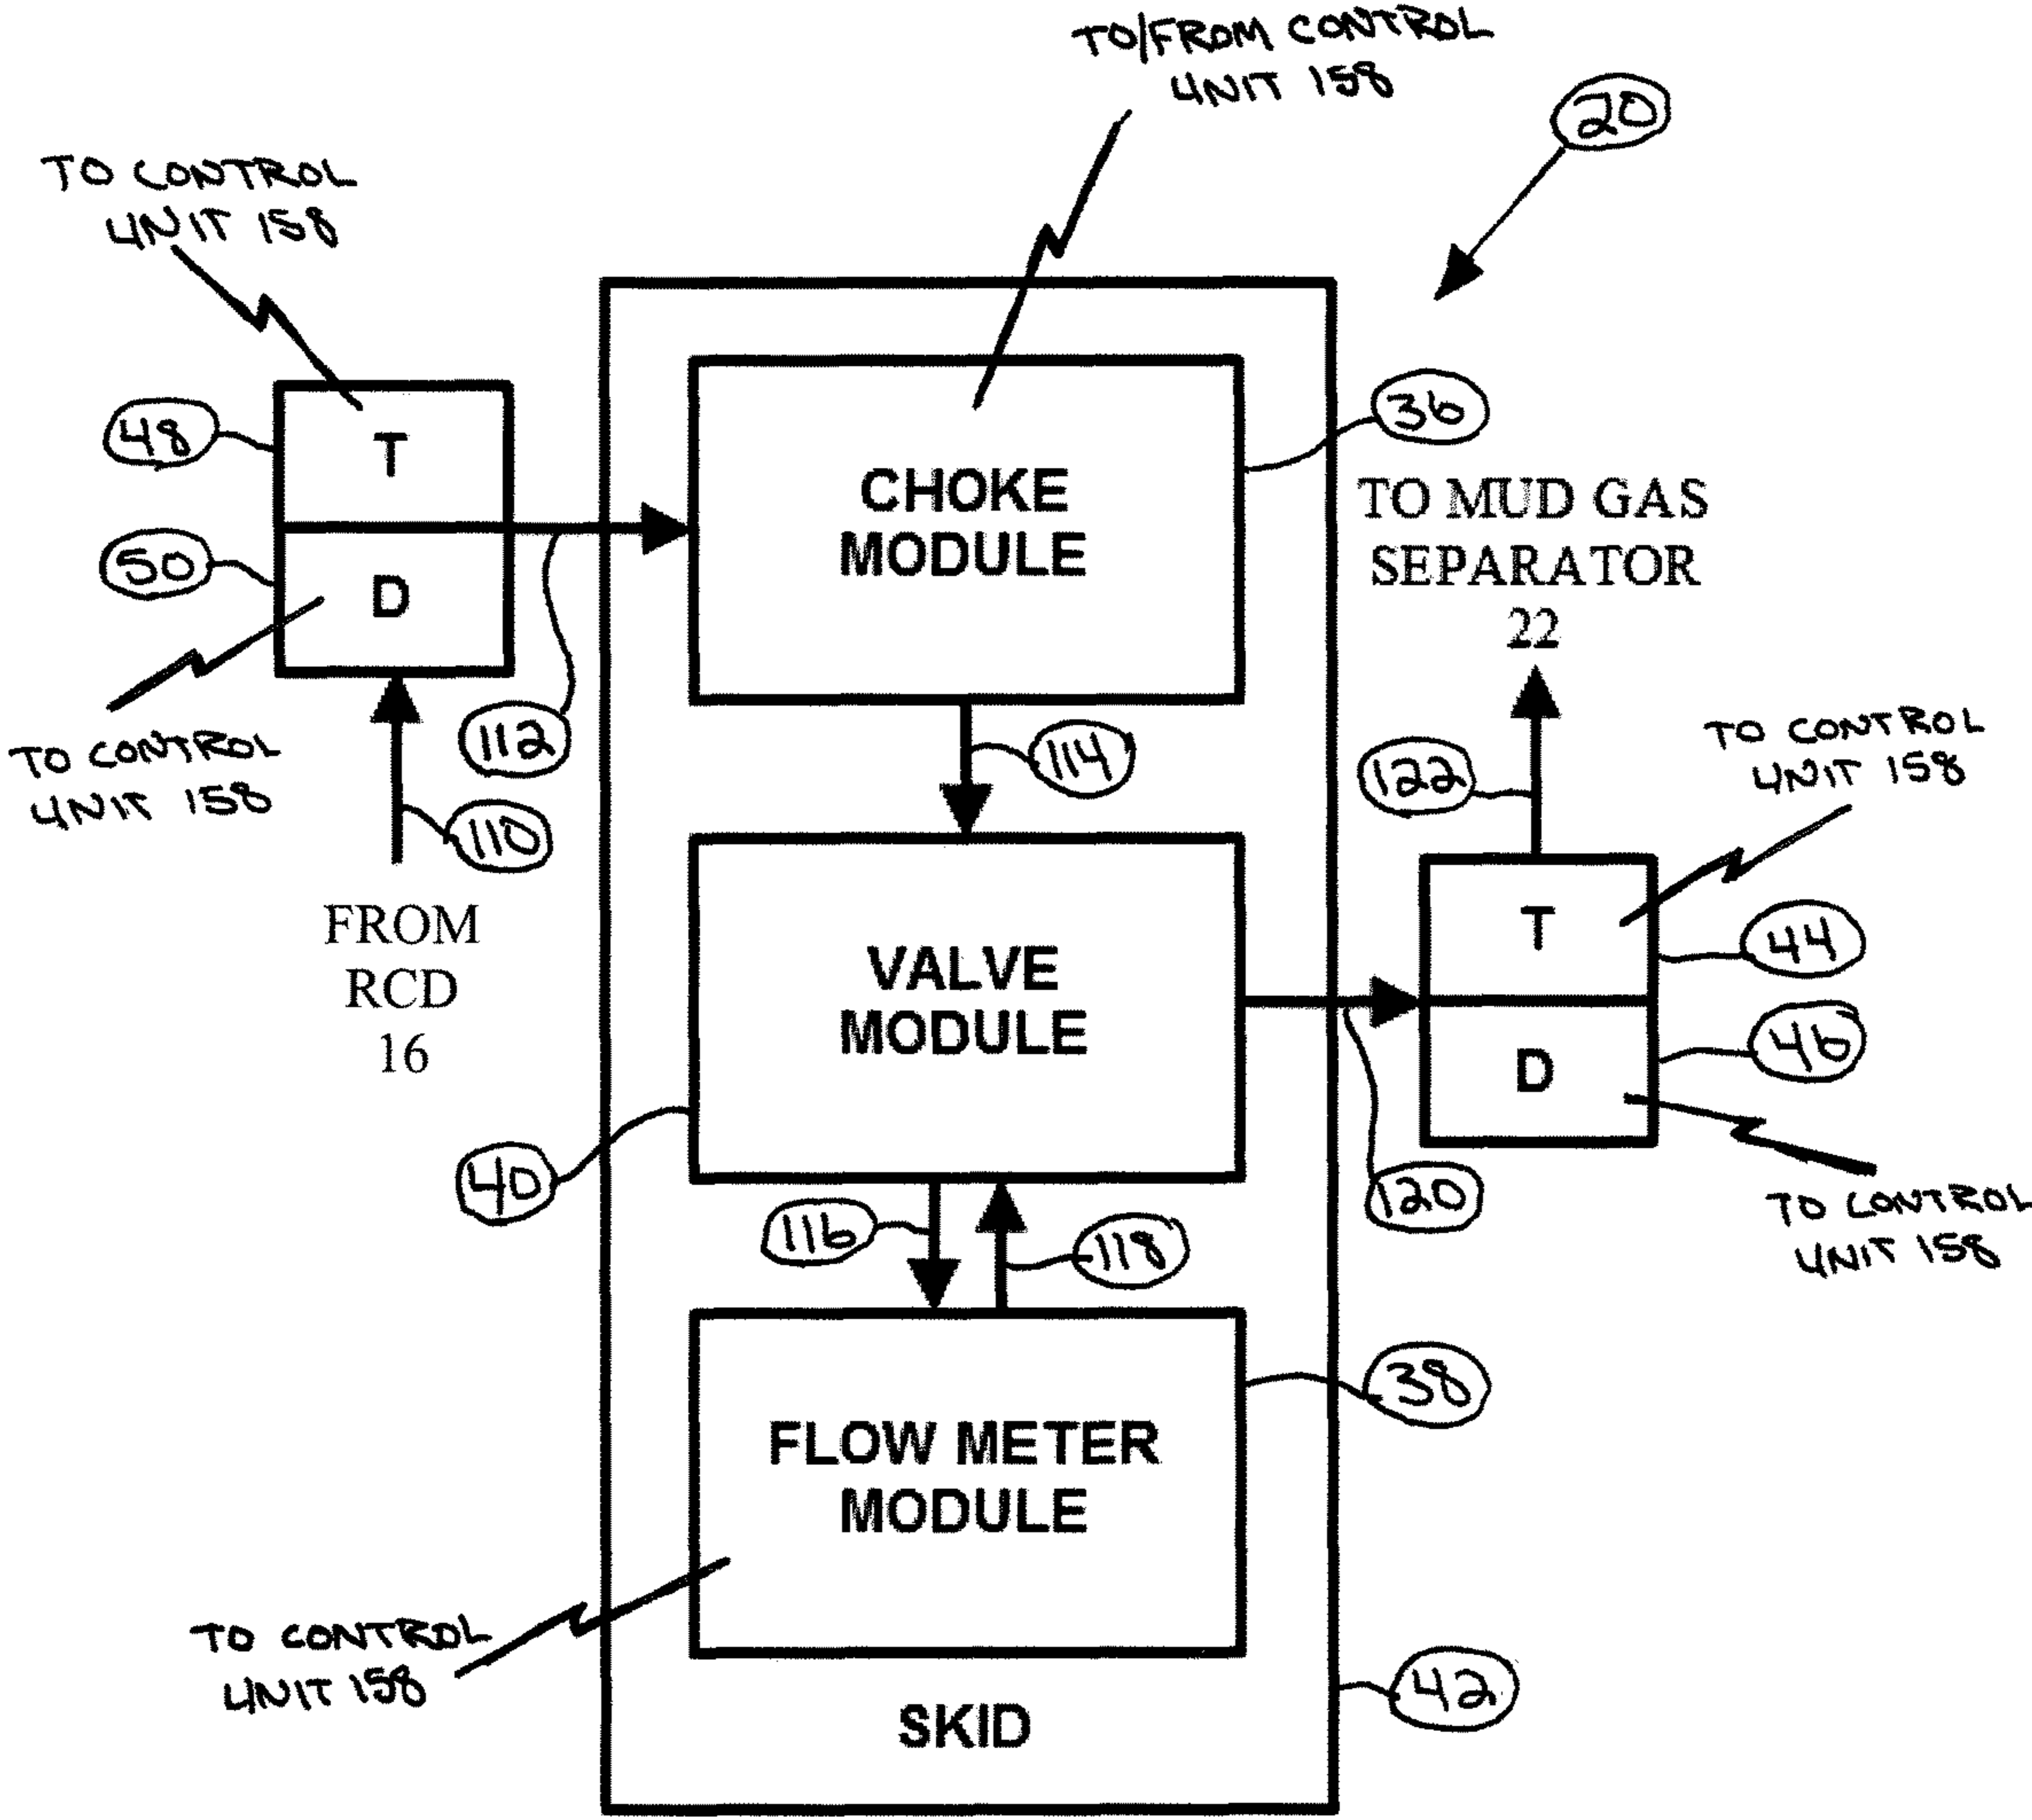 TO/FROM CONTROL
UNIT 158
20
TO CONTROL
UNIT 158
48
T
50
D
CHOKE
MODULE
36
TO MUD GAS
SEPARATOR
22
TO CONTROL
UNIT 158
112
114
122
TO CONTROL
UNIT 158
110
FROM
RCD
16
VALVE
MODULE
T
44
D
46
40
116
118
120
TO CONTROL
UNIT 158
38
FLOW METER
MODULE
TO CONTROL
UNIT 158
42
SKID